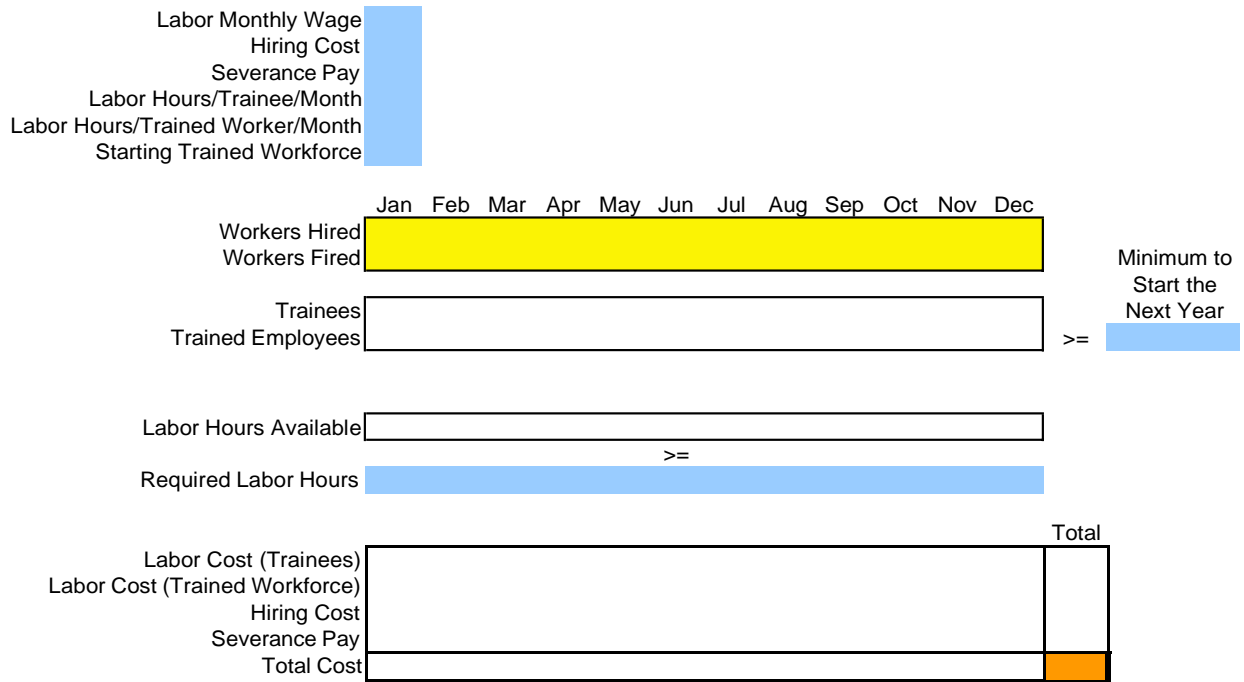 Labor Monthly Wage
Hiring Cost
Severance Pay
Labor Hours/Trainee/Month
Labor Hours/Trained Worker/Month
Starting Trained Workforce
Jan Feb Mar Apr May Jun Jul Aug Sep Oct Nov Dec
Workers Hired
Workers Fired
Minimum to
Start the
Next Year
Trainees
Trained Employees
>=
Labor Hours Available
>=
Required Labor Hours
Total
Labor Cost (Trainees)
Labor Cost (Trained Workforce)
Hiring Cost
Severance Pay
Total Cost